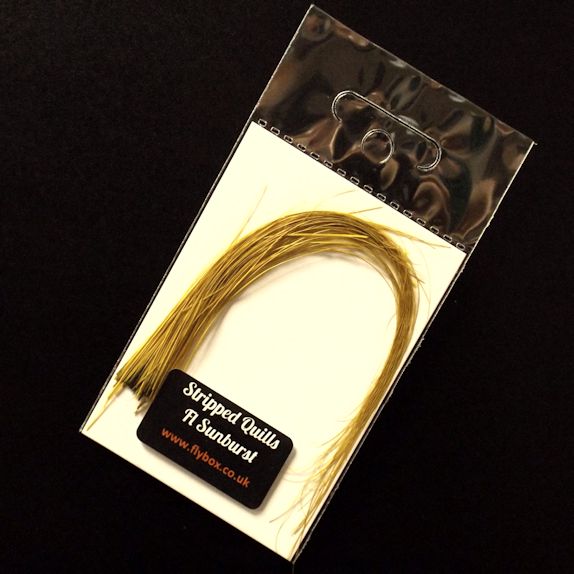 Stripped Quills
Fl Sunburst
www.flybox.co.uk